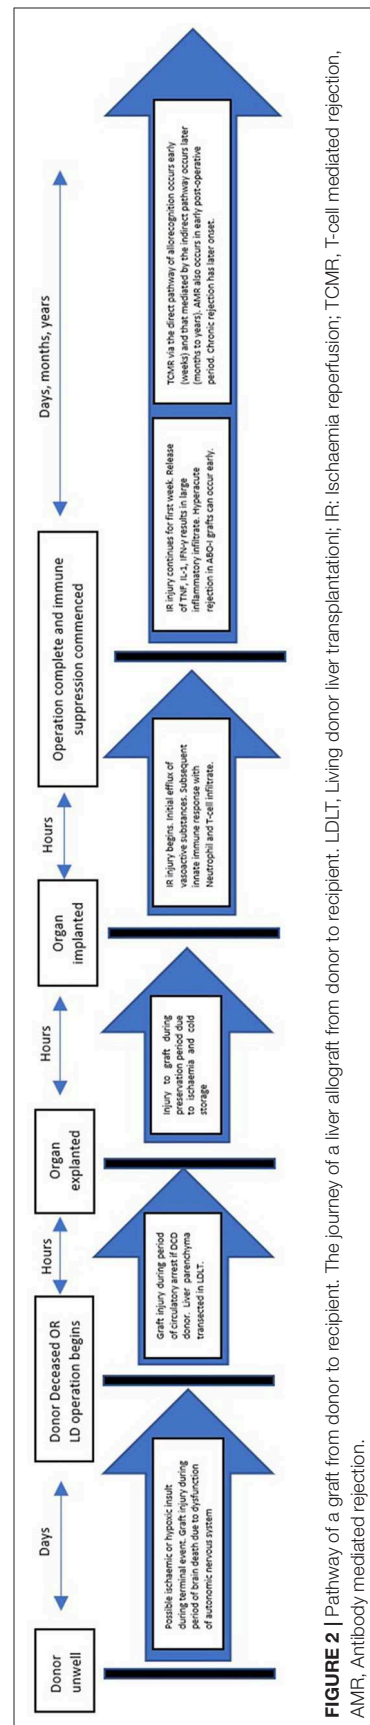 Donor
unwell
Days
Donor Deceased OR
LD operation begins
Hours
Organ
explanted
Hours
Organ
implanted
Hours
Operation complete and immune
suppression commenced
Days, months, years
Possible ischaemic or hypoxic insult
during terminal event. Graft injury during
period of brain death due to dysfunction
of autonomic nervous system
Graft injury during period
of circulatory arrest if DCD
donor. Liver parenchyma
transected in LDLT.
Injury to graft during
preservation period due
to ischaemia and cold
storage
IR injury begins. Initial efflux of
vasoactive substances. Subsequent
innate immune response with
Neutrophil and T-cell infiltrate.
IR injury continues for first week. Release
of TNF, IL-1, IFN-γ results in large
inflammatory infiltrate. Hyperacute
rejection in ABO-I grafts can occur early.
TCMR via the direct pathway of allorecognition occurs early
(weeks) and that mediated by the indirect pathway occurs later
(months to years). AMR also occurs in early post-operative
period. Chronic rejection has later onset.
FIGURE 2 | Pathway of a graft from donor to recipient. The journey of a liver allograft from donor to recipient. LDLT, Living donor liver transplantationl; IR: Ischaemia reperfusion; TCMR, T-cell mediated rejection,
AMR, Antibody mediated rejection.